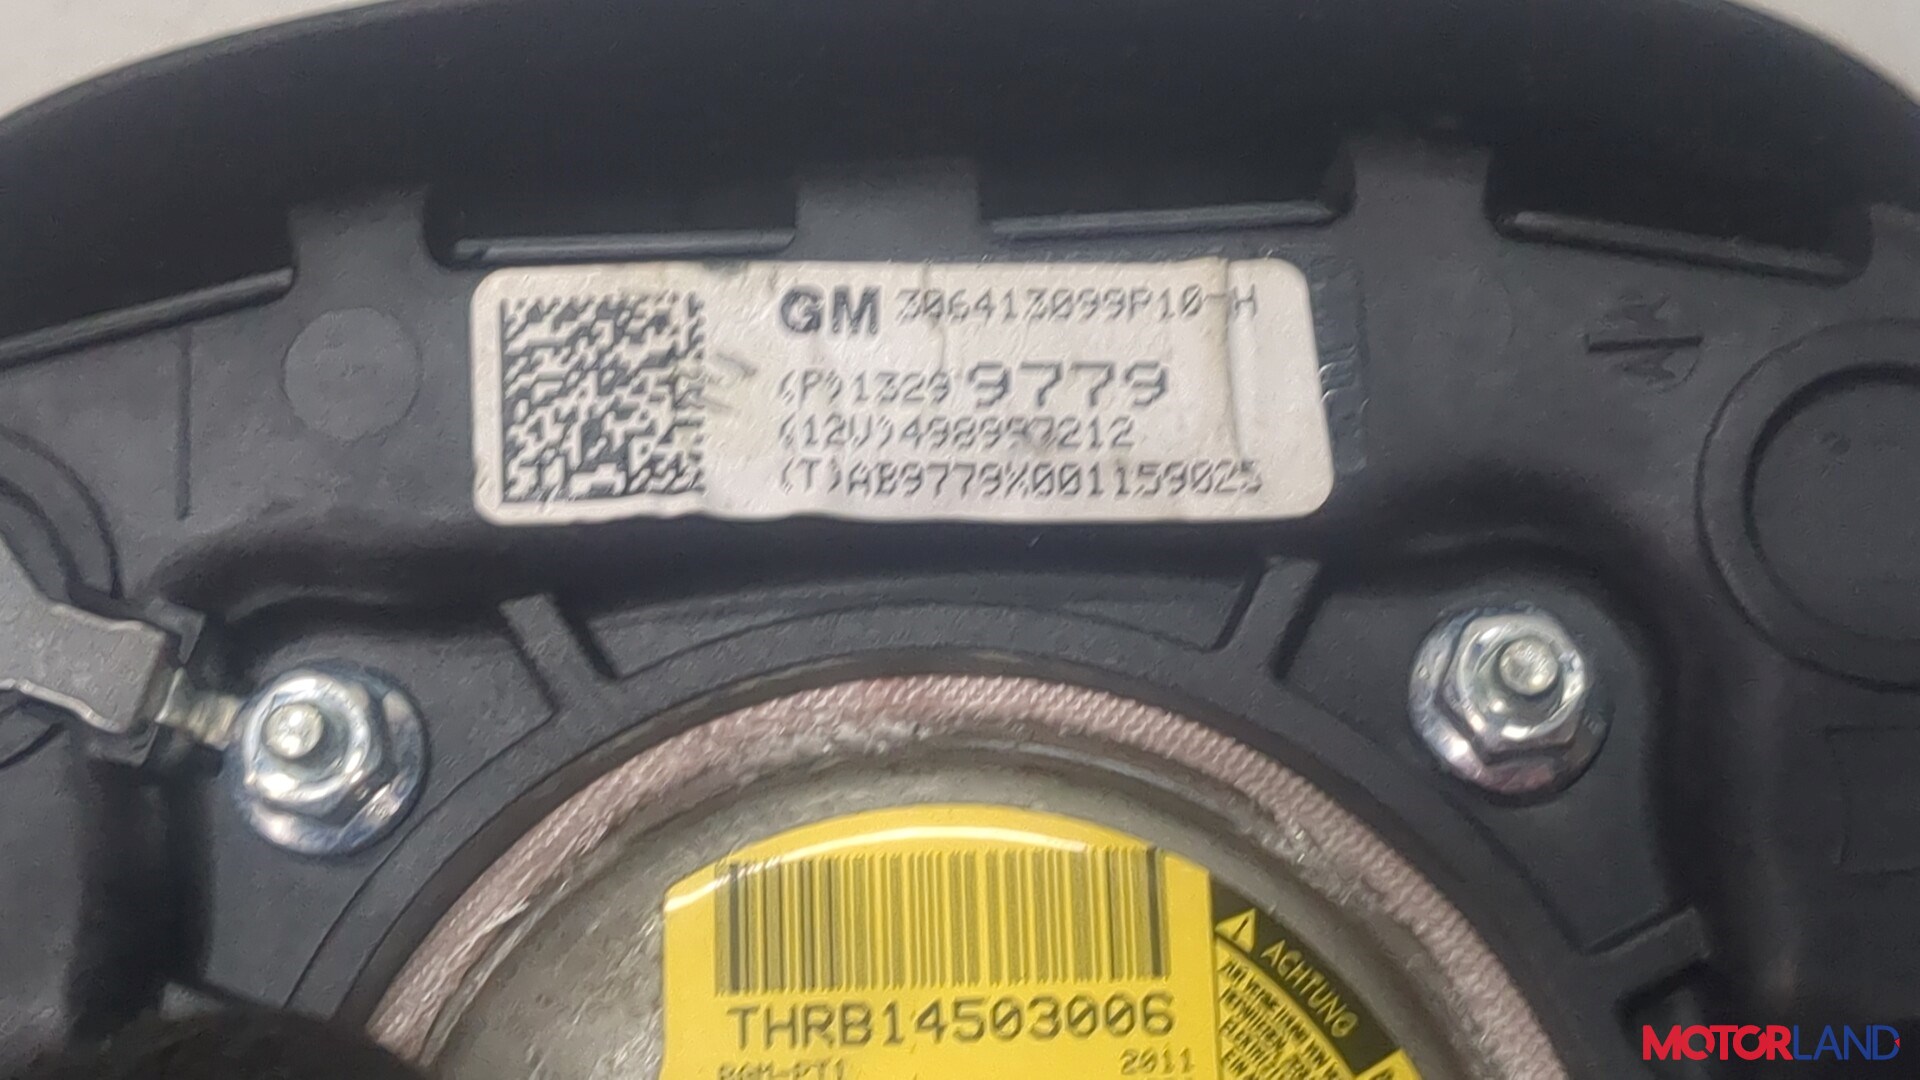 GM 306413099P10-H
(P)1329 9779
(12V)498997212
(T)AB9779X001159025
THRB14503006
2011
ACHTUNG
MOTORLAND